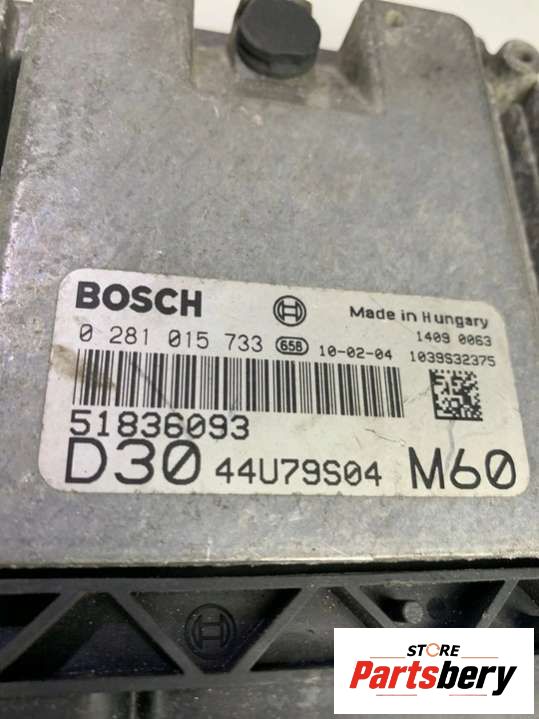 BOSCH Made in Hungary
0 281 015 733 658 10-02-04 1409 0063
1039S32375
51836093
D30 44U79S04 M60
STORE
Partsbery